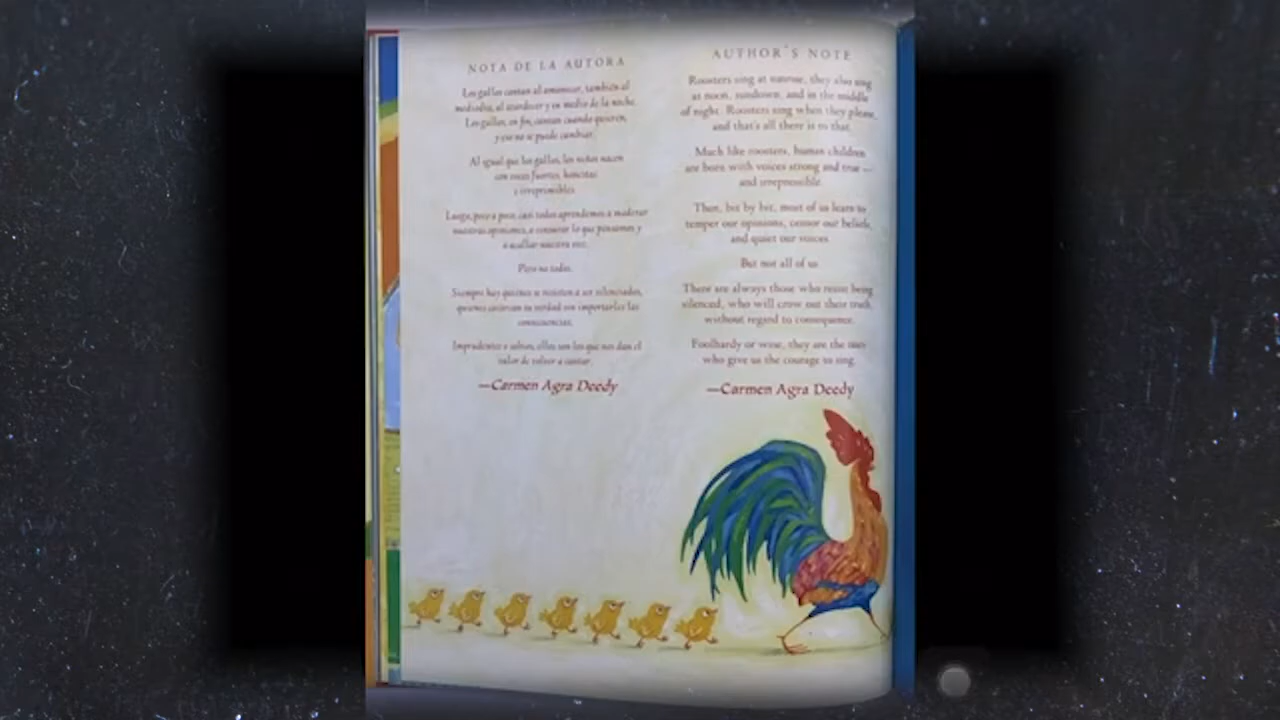 NOTA DE LA AUTORA
Los gallos cantan al amanecer, también al
mediodía, al atardecer y en medio de la noche.
Los gallos, en fin, cantan cuando quieren,
y eso no se puede cambiar.
Al igual que los gallos, los niños nacen
con voces fuertes, honestas
e irreprimibles.
Luego, poco a poco, casi todos aprendemos a moderar
nuestras opiniones, a censurar lo que pensamos y
a acallar nuestra voz.
Pero no todos.
Siempre hay quienes se resisten a ser silenciados,
quienes cantan su verdad sin importarles las
consecuencias.
Imprudentes o sabios, ellos son los que nos dan el
valor de volver a cantar.
—Carmen Agra Deedy
AUTHOR'S NOTE
Roosters sing at sunrise, they also sing
at noon, sundown, and in the middle
of night. Roosters sing when they please,
and that's all there is to that.
Much like roosters, human children
are born with voices strong and true —
and irrepressible.
Then, bit by bit, most of us learn to
temper our opinions, censor our beliefs,
and quiet our voices.
But not all of us.
There are always those who resist being
silenced, who will crow out their truth,
without regard to consequence.
Foolhardy or wise, they are the ones
who give us the courage to sing.
—Carmen Agra Deedy